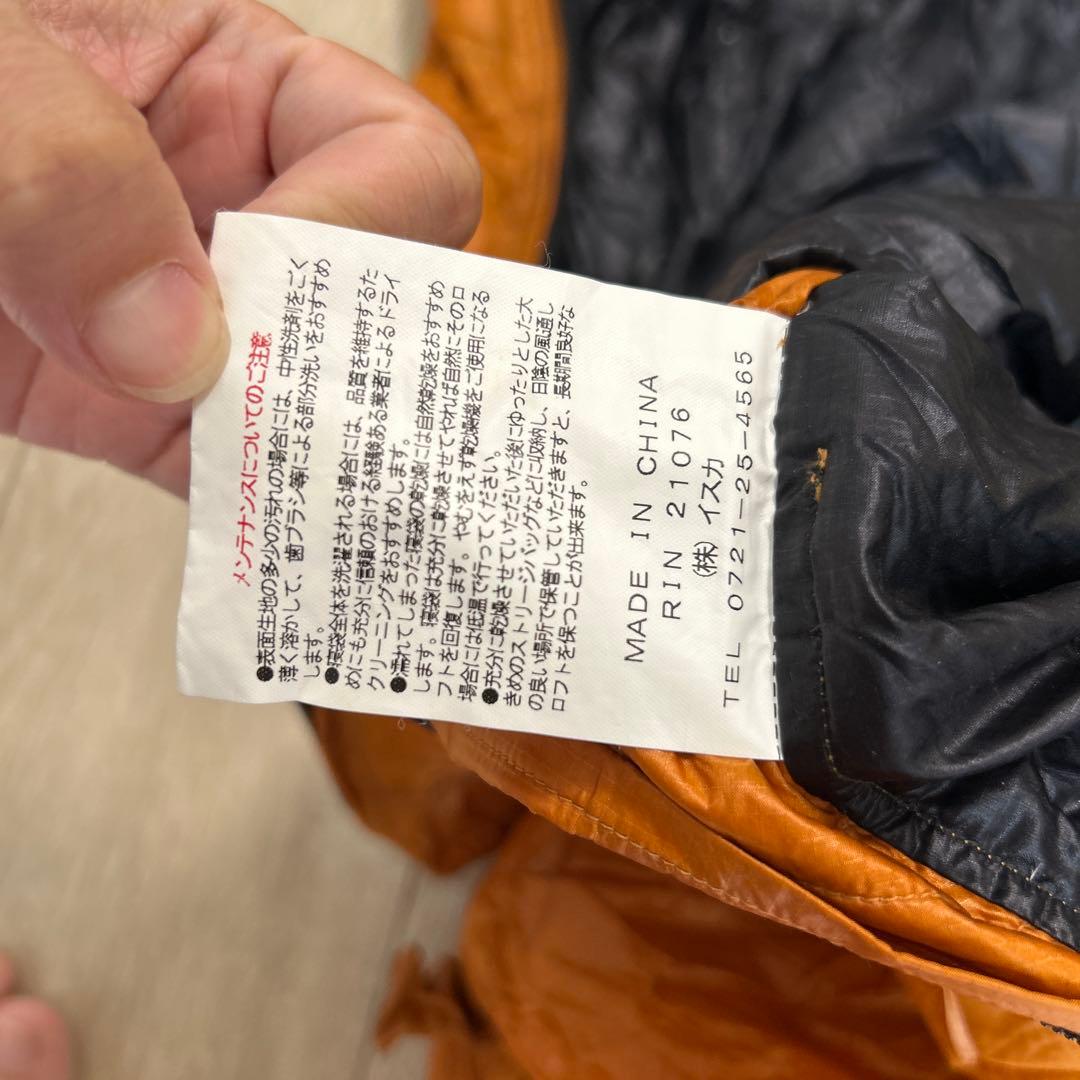 メンテナンスについてのご注意
●表面生地の多少の汚れの場合には、中性洗剤をごく
薄く溶かして、歯ブラシ等による部分洗いをおすすめ
します。
●寝袋全体を洗濯される場合には、品質を維持するた
めにも充分に信頼のおける経験ある業者によるドライ
クリーニングをおすすめします。
●濡れてしまった寝袋の乾燥には自然乾燥をおすすめ
します。寝袋は充分に乾燥させてやれば自然にそのロ
フトを回復します。やむをえず乾燥機をご使用になる
場合には低温で行ってください。
●充分に乾燥させていただいた後にゆったりとした大
きめのストリージバッグなどに収納し、日陰の風通し
の良い場所で保管していただきますと、長期間良好な
ロフトを保つことが出来ます。
MADE IN CHINA
RIN 21076
(株)イスカ
TEL 0721-25-4565